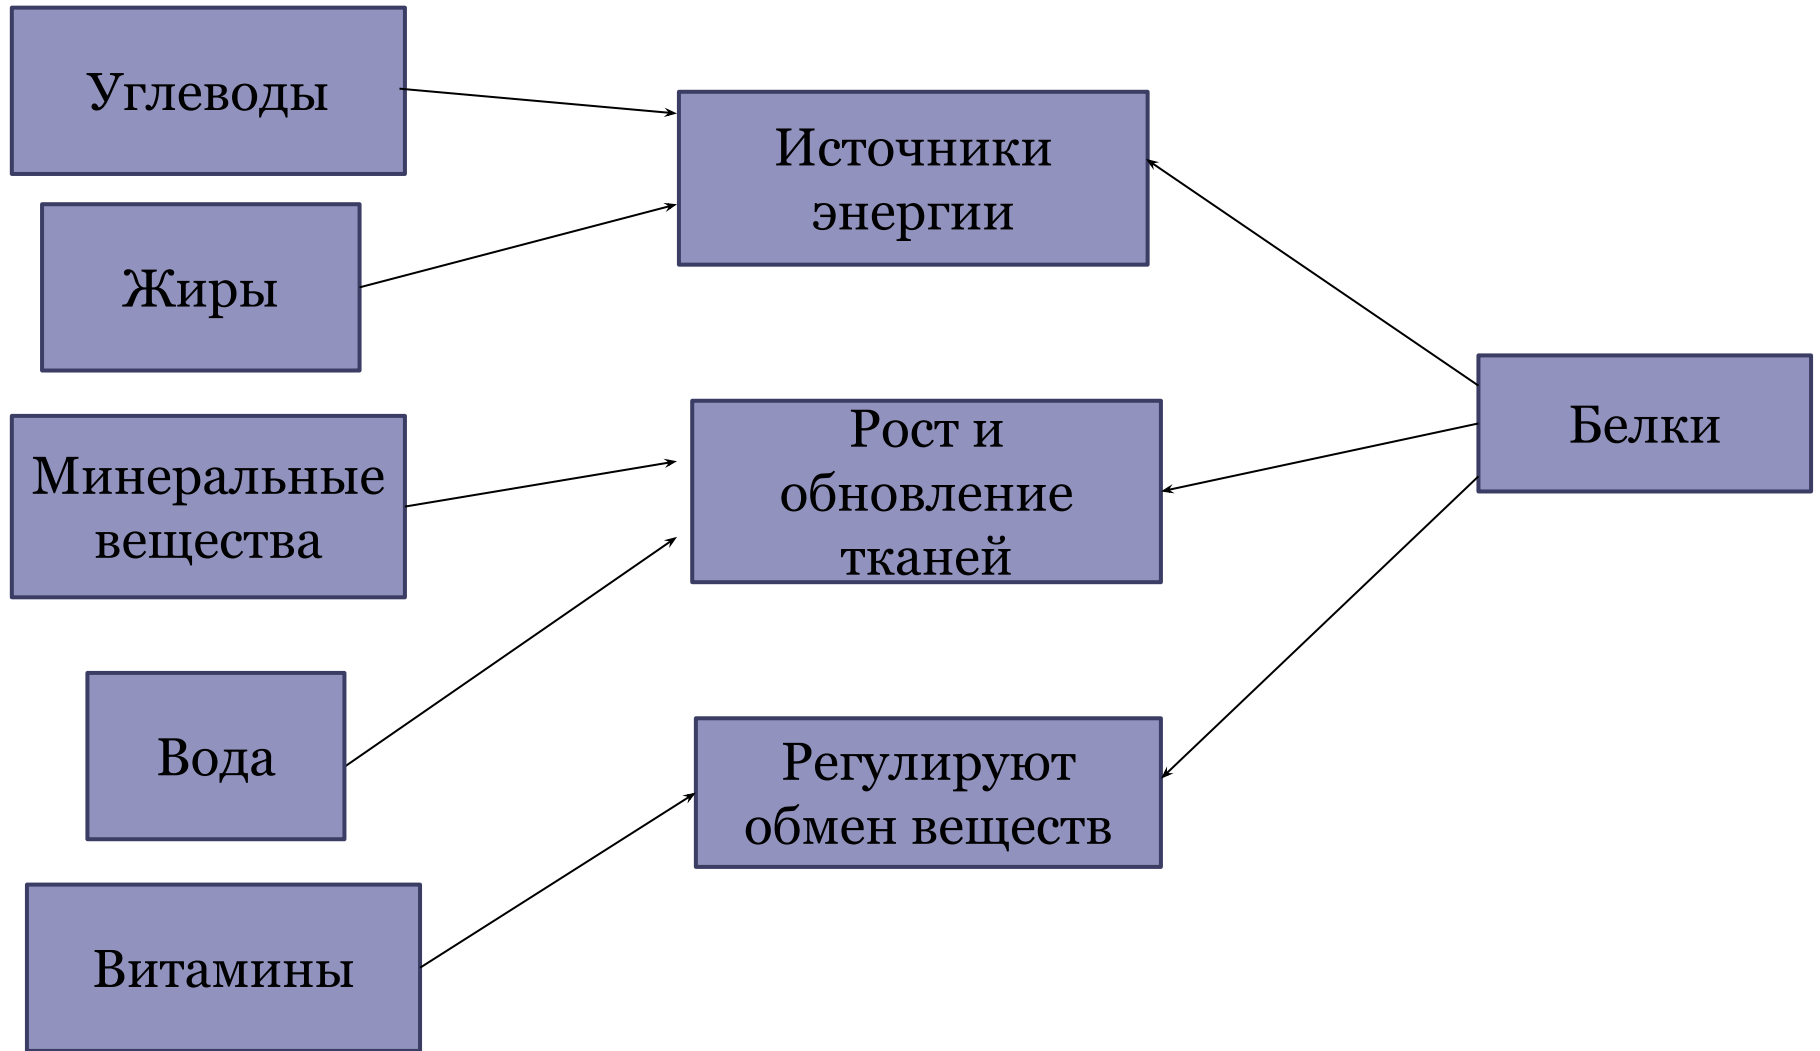 Углеводы
Жиры
Минеральные
вещества
Вода
Витамины
Источники
энергии
Рост и
обновление
тканей
Регулируют
обмен веществ
Белки